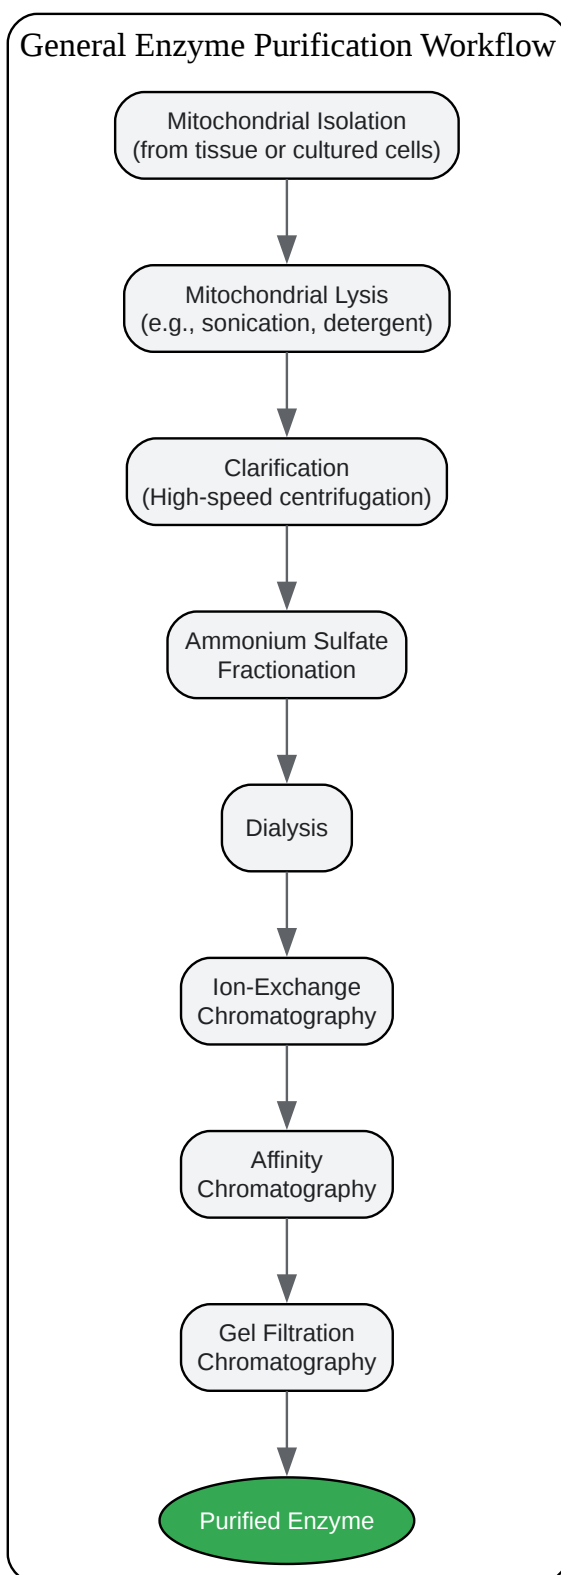 General Enzyme Purification Workflow
Mitochondrial Isolation
(from tissue or cultured cells)
Mitochondrial Lysis
(e.g., sonication, detergent)
Clarification
(High-speed centrifugation)
Ammonium Sulfate
Fractionation
Dialysis
Ion-Exchange
Chromatography
Affinity
Chromatography
Gel Filtration
Chromatography
Purified Enzyme